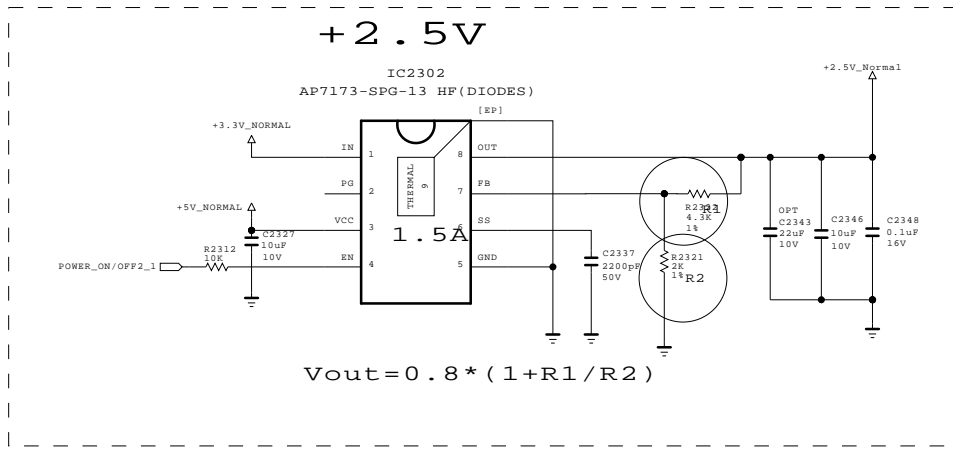 +2.5V
IC2302
AP7173-SPG-13 HF(DIODES)
[EP]
+2.5V_Normal
+3.3V_NORMAL
IN
1
8
OUT
THERMAL
9
PG
2
7
FB
+5V_NORMAL
R1
4.3K
1%
VCC
3
6
SS
1.5A
C2327
10uF
10V
R2312
10K
POWER_ON/OFF2_1
EN
4
5
GND
C2337
2200pF
50V
R2321
2K
1%
R2
OPT
C2343
22uF
10V
C2346
10uF
10V
C2348
0.1uF
16V
Vout=0.8*(1+R1/R2)